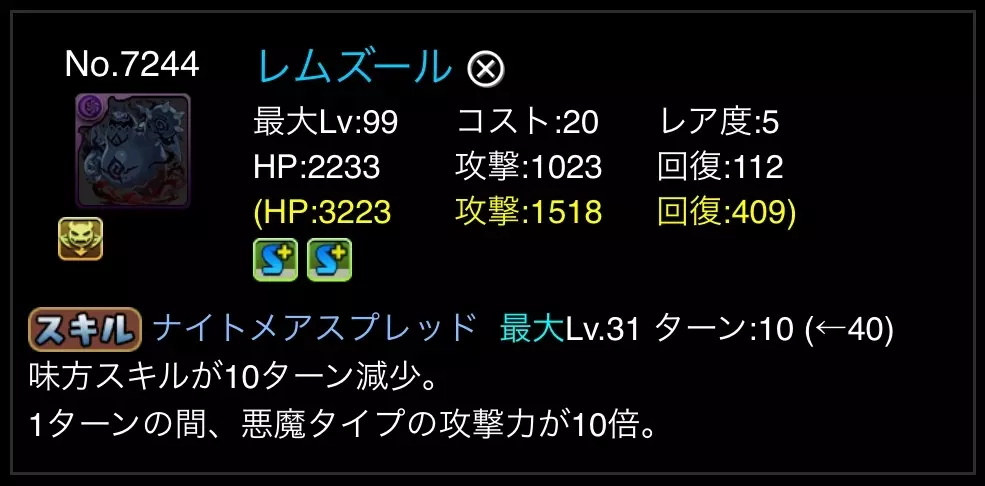 No.7244 レムズール
最大Lv:99 コスト:20 レア度:5
HP:2233 攻撃:1023 回復:112
(HP:3223 攻撃:1518 回復:409)
S+ S+
スキル ナイトメアスプレッド 最大Lv.31 ターン:10 (←40)
味方スキルが10ターン減少。
1ターンの間、悪魔タイプの攻撃力が10倍。